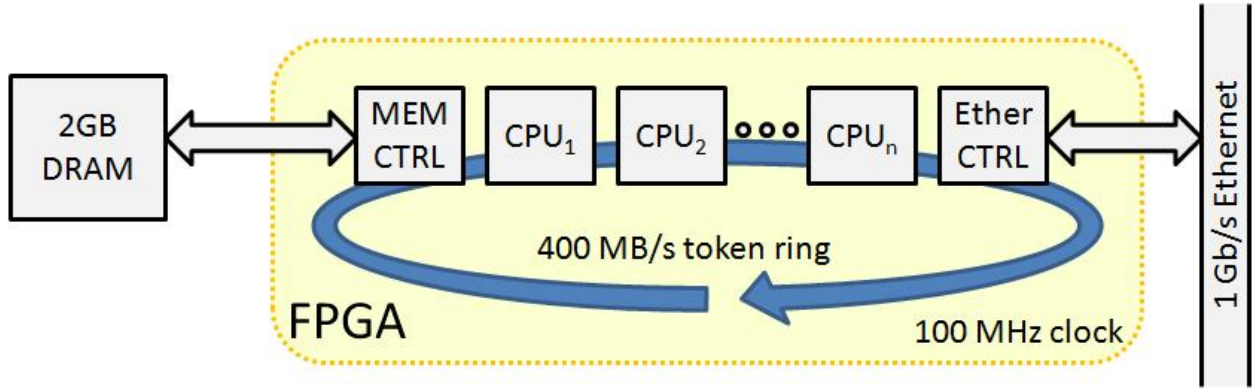 2GB
DRAM
MEM
CTRL
CPU₁
CPU₂
CPUₙ
Ether
CTRL
400 MB/s token ring
FPGA
100 MHz clock
1 Gb/s Ethernet